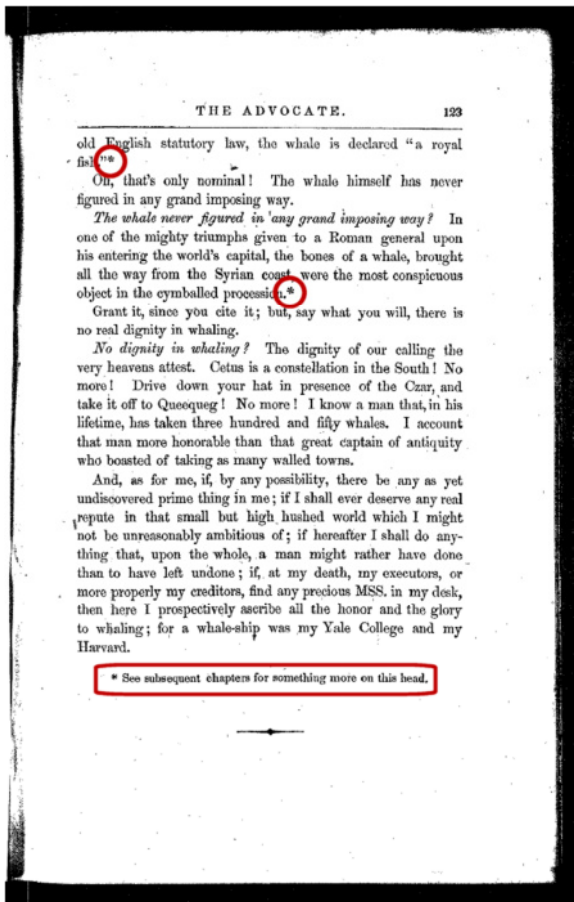 THE ADVOCATE. 123
old English statutory law, the whale is declared "a royal
fish."*
Oh, that's only nominal! The whale himself has never
figured in any grand imposing way.
The whale never figured in any grand imposing way? In
one of the mighty triumphs given to a Roman general upon
his entering the world's capital, the bones of a whale, brought
all the way from the Syrian coast, were the most conspicuous
object in the cymballed procession.*
Grant it, since you cite it; but, say what you will, there is
no real dignity in whaling.
No dignity in whaling? The dignity of our calling the
very heavens attest. Cetus is a constellation in the South! No
more! Drive down your hat in presence of the Czar, and
take it off to Queequeg! No more! I know a man that, in his
lifetime, has taken three hundred and fifty whales. I account
that man more honorable than that great captain of antiquity
who boasted of taking as many walled towns.
And, as for me, if, by any possibility, there be any as yet
undiscovered prime thing in me; if I shall ever deserve any real
repute in that small but high hushed world which I might
not be unreasonably ambitious of; if hereafter I shall do any-
thing that, upon the whole, a man might rather have done
than to have left undone; if, at my death, my executors, or
more properly my creditors, find any precious MSS. in my desk,
then here I prospectively ascribe all the honor and the glory
to whaling; for a whale-ship was my Yale College and my
Harvard.
* See subsequent chapters for something more on this head.